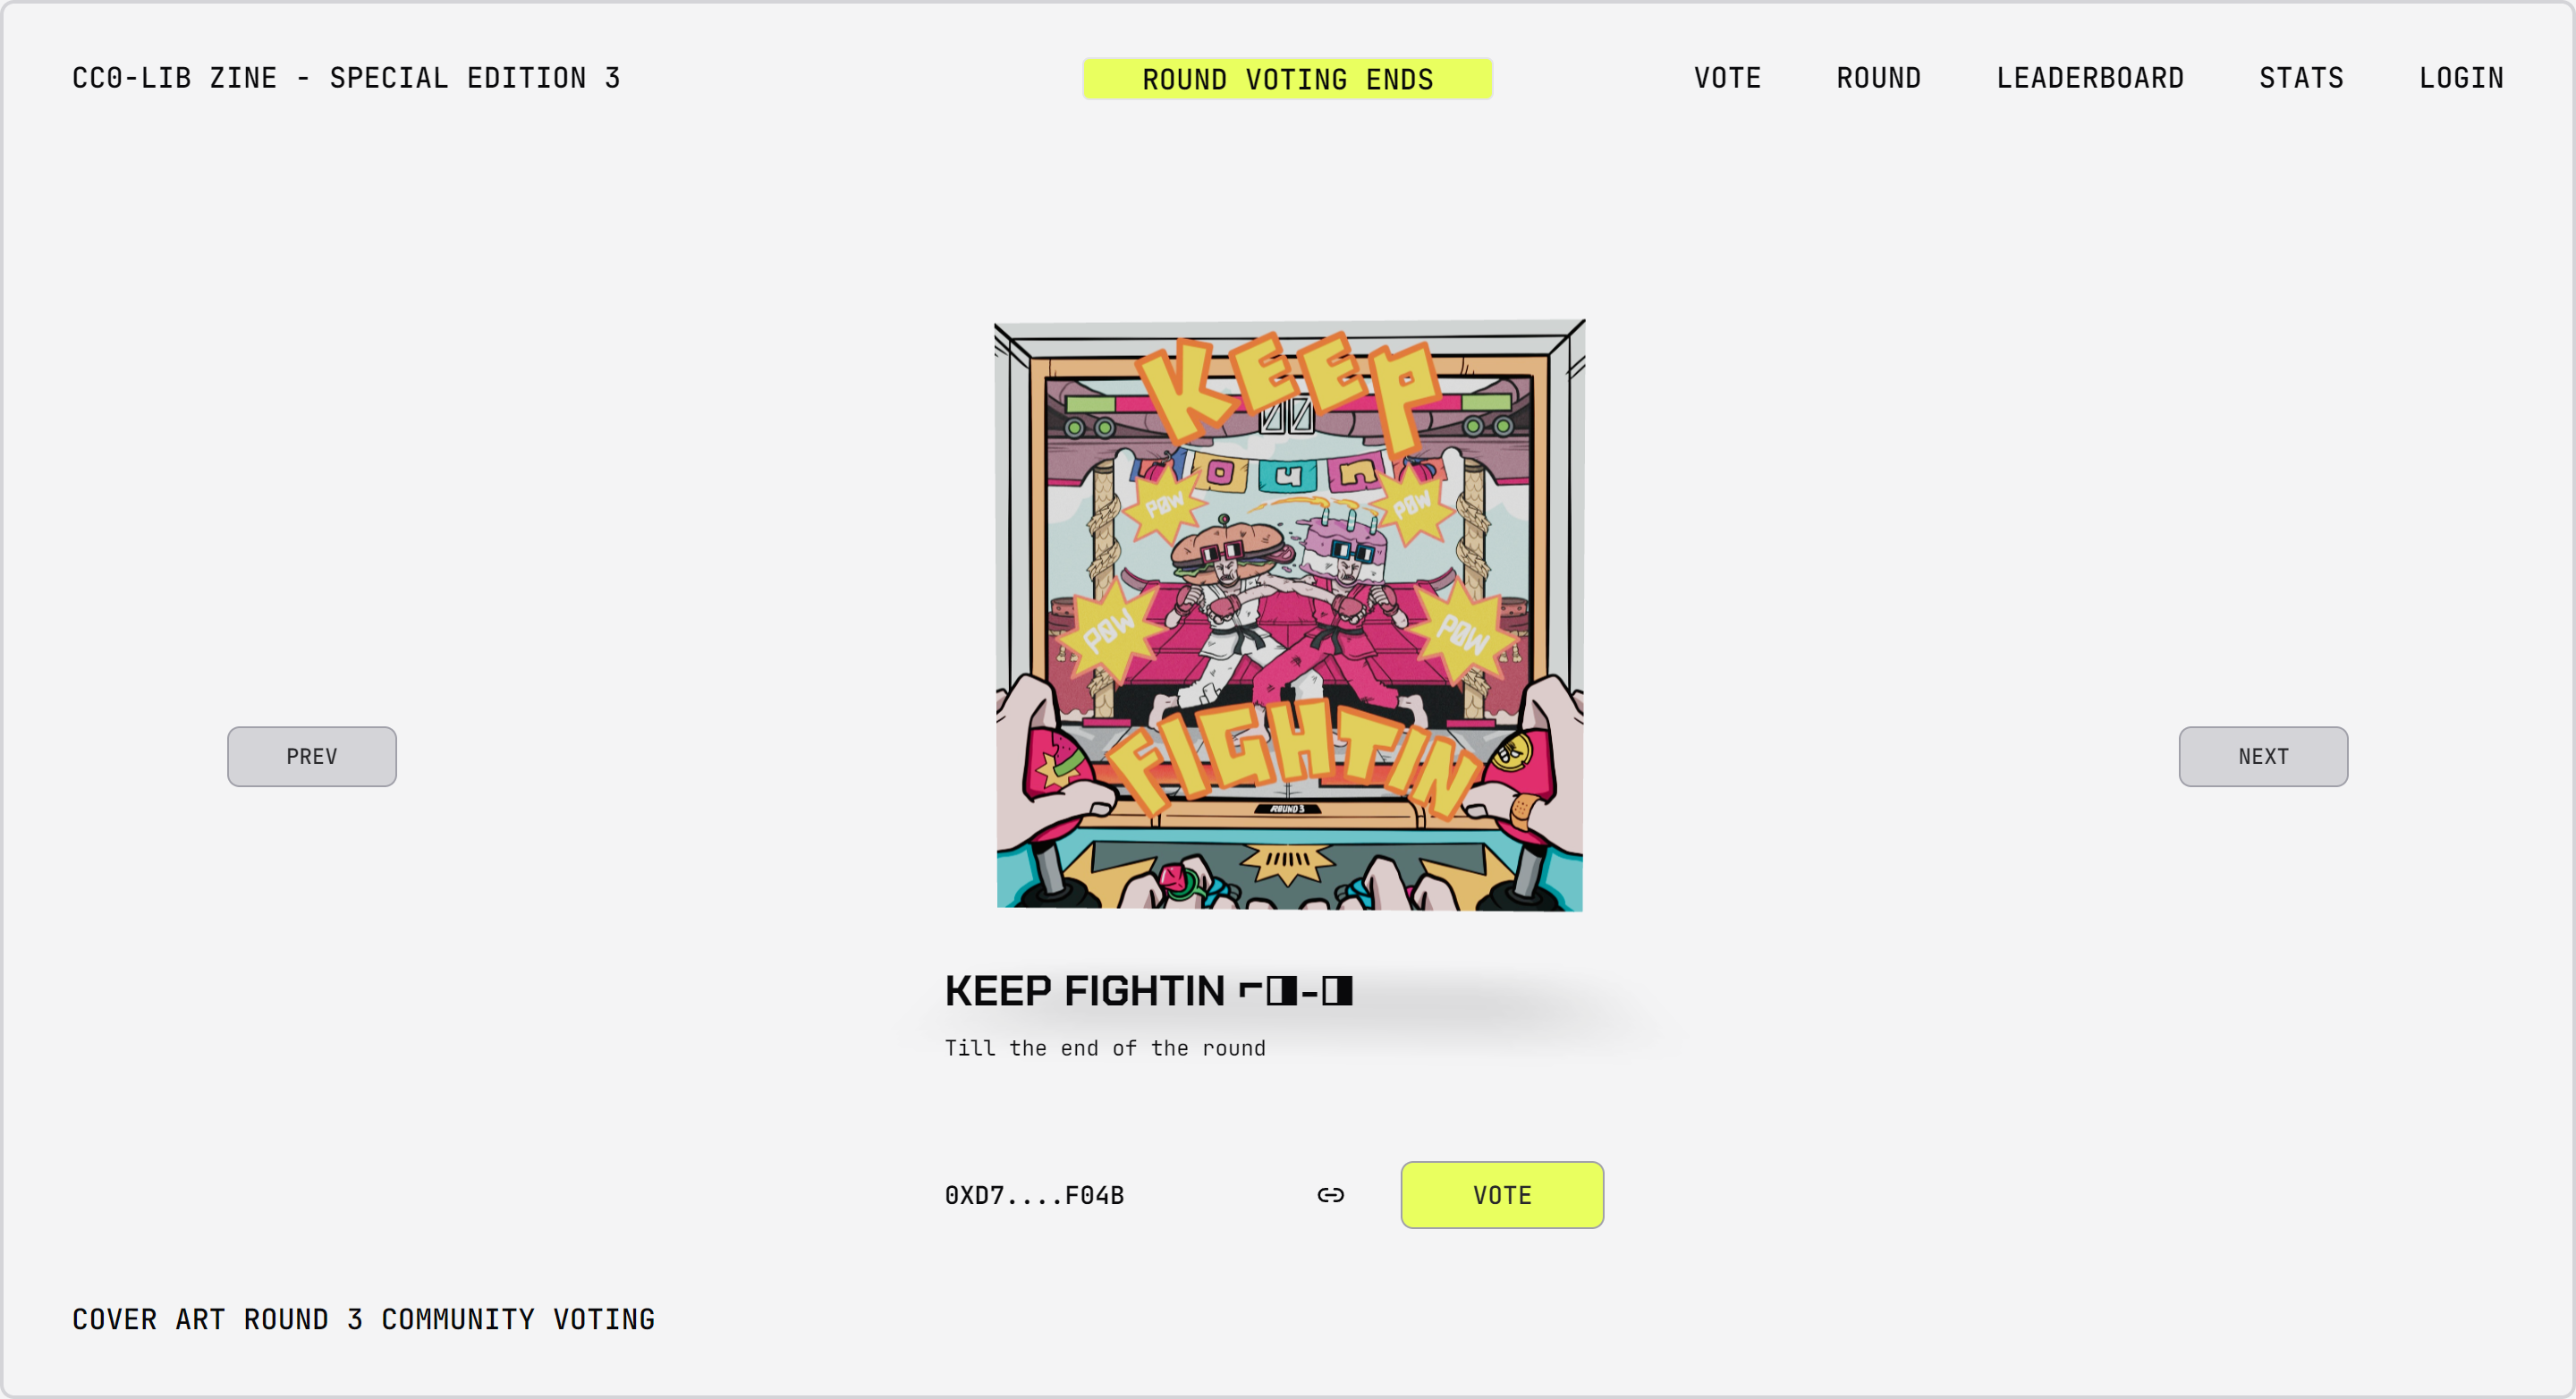 CC0-LIB ZINE - SPECIAL EDITION 3
ROUND VOTING ENDS
VOTE
ROUND
LEADERBOARD
STATS
LOGIN
KEEP
00
POW
POW
POW
POW
FIGHTIN
ROUND 3
PREV
NEXT
KEEP FIGHTIN ⌐◨-◨
Till the end of the round
0XD7....F04B
VOTE
COVER ART ROUND 3 COMMUNITY VOTING